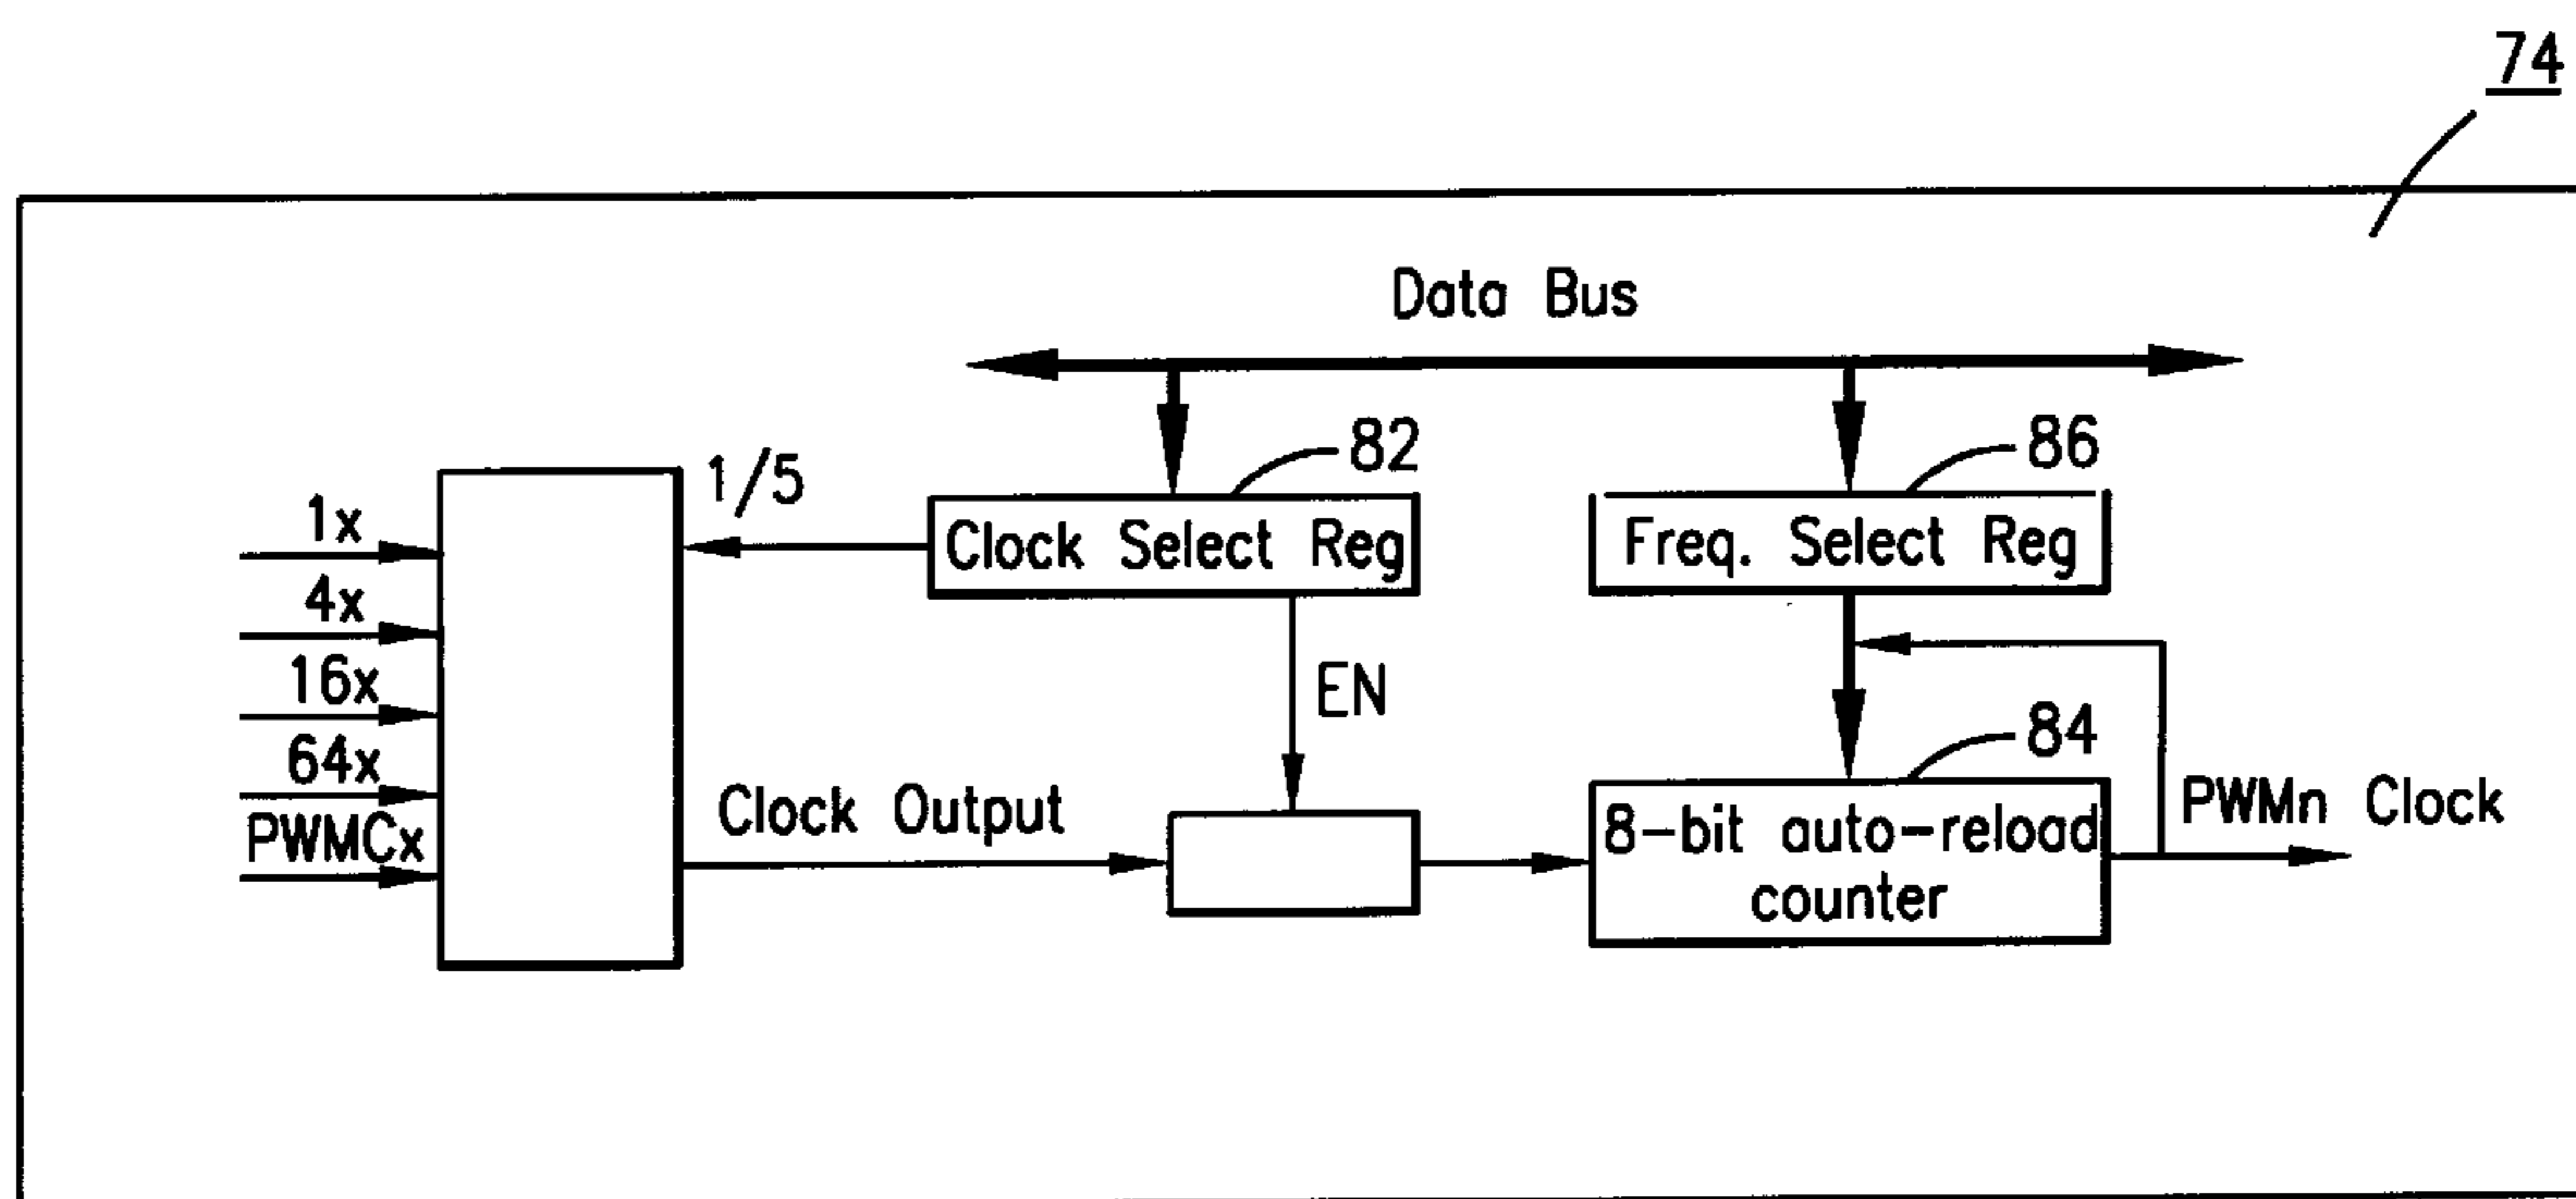 74
Data Bus
82
86
1/5
1x
Clock Select Reg
Freq. Select Reg
4x
16x
EN
64x
84
Clock Output
PWMn Clock
PWMCx
8-bit auto-reload
counter